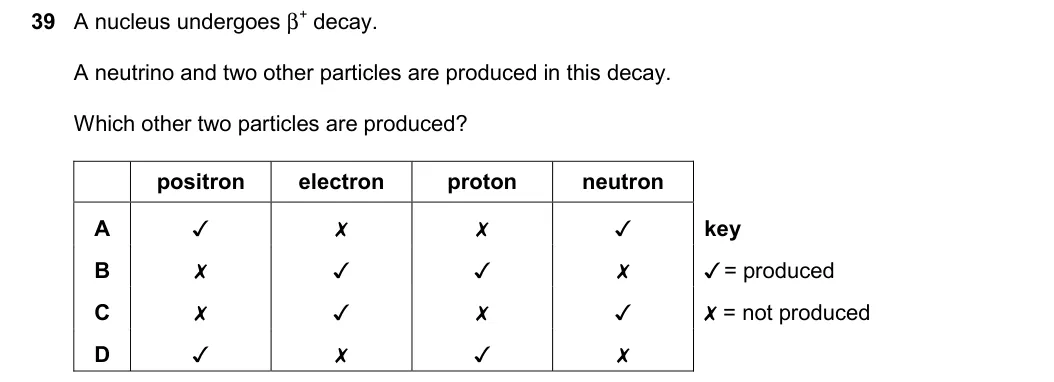 39 A nucleus undergoes β⁺ decay.
A neutrino and two other particles are produced in this decay.
Which other two particles are produced?
positron electron proton neutron
A ✓ ✗ ✗ ✓ key
B ✗ ✓ ✓ ✗ ✓ = produced
C ✗ ✓ ✗ ✓ ✗ = not produced
D ✓ ✗ ✓ ✗